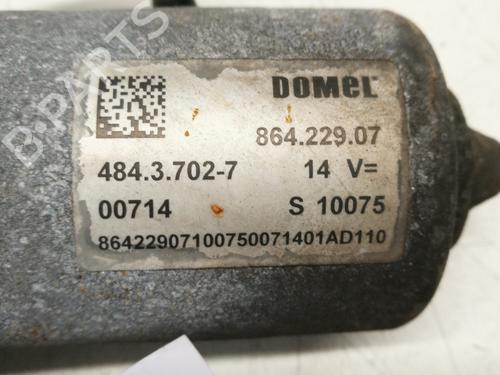 B-PARTS
DOMEL
864.229.07
484.3.702-7 14 V=
00714 S 10075
86422907100750071401AD110